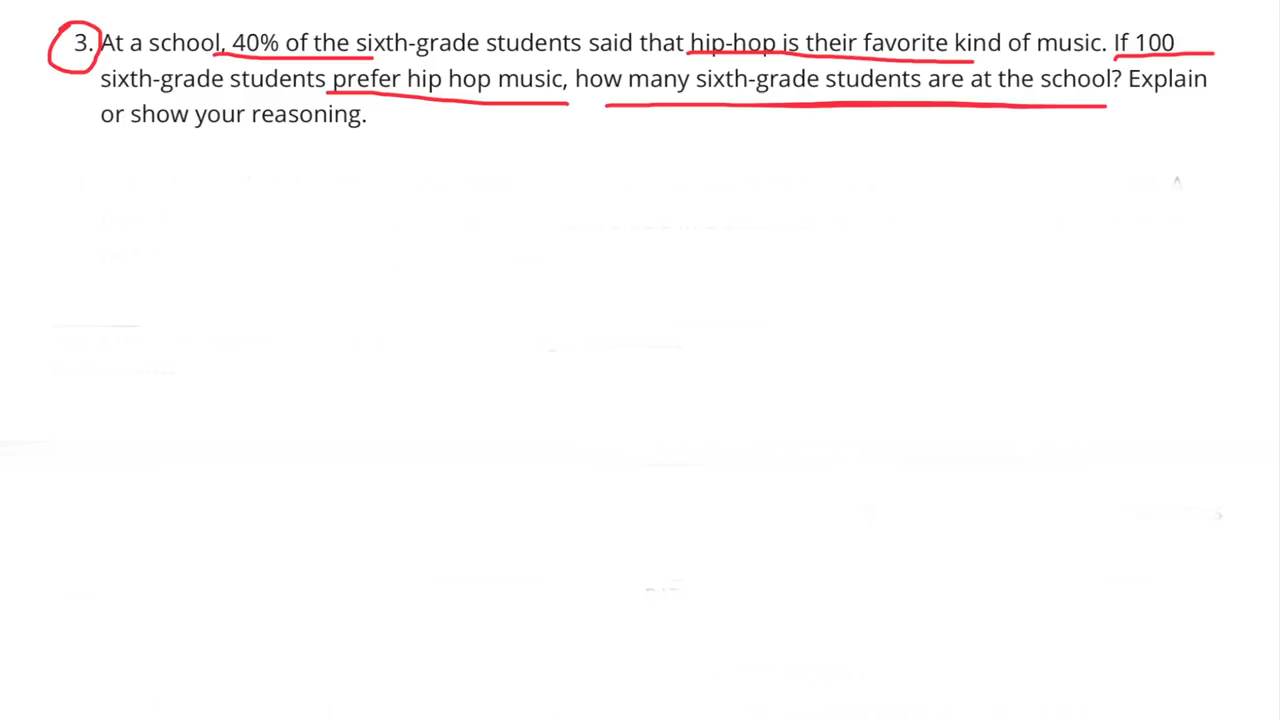 3. At a school, 40% of the sixth-grade students said that hip-hop is their favorite kind of music. If 100
sixth-grade students prefer hip hop music, how many sixth-grade students are at the school? Explain
or show your reasoning.